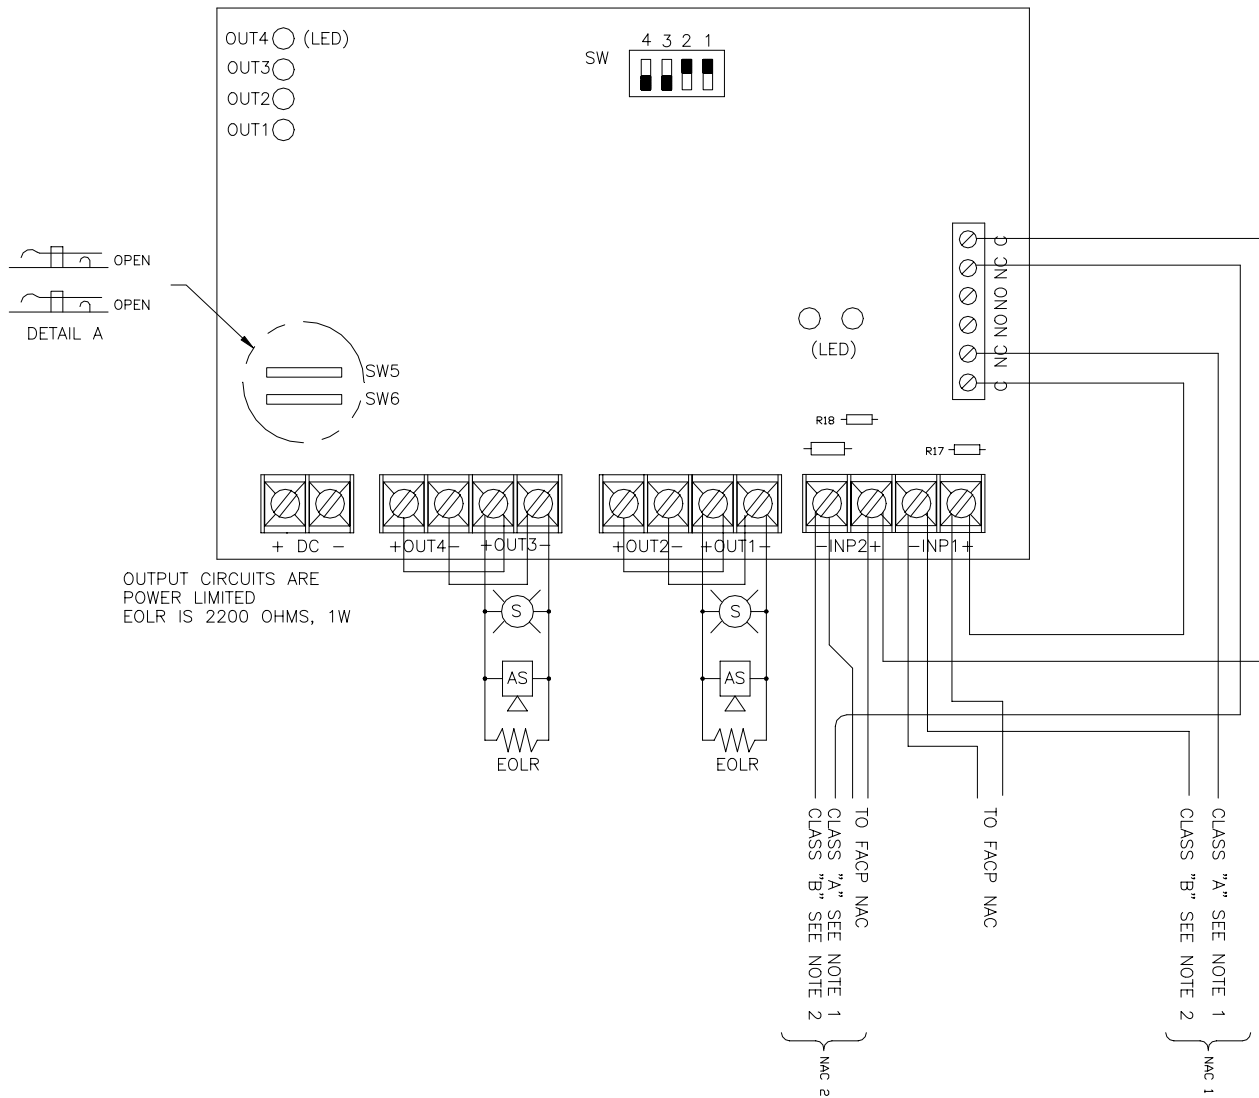 OUT4 (LED)
OUT3
OUT2
OUT1
SW
4 3 2 1
OPEN
OPEN
DETAIL A
SW5
SW6
(LED)
C
NC
NO
NO
NC
C
R18
R17
+ DC -
+OUT4-
+OUT3-
+OUT2-
+OUT1-
-INP2+
-INP1+
OUTPUT CIRCUITS ARE
POWER LIMITED
EOLR IS 2200 OHMS, 1W
S
AS
EOLR
S
AS
EOLR
TO FACP NAC
CLASS "A" SEE NOTE 1
CLASS "B" SEE NOTE 2
NAC 2
TO FACP NAC
CLASS "A" SEE NOTE 1
CLASS "B" SEE NOTE 2
NAC 1